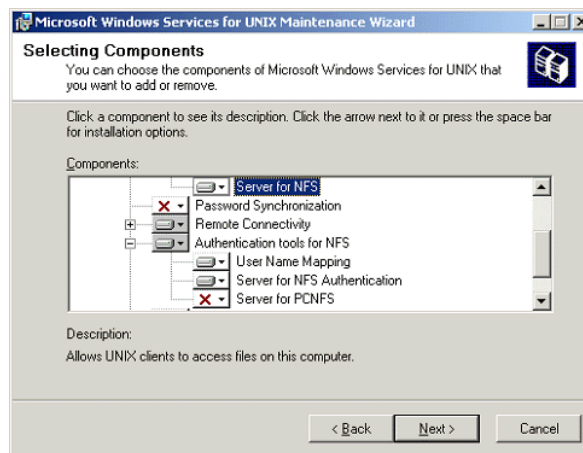 Microsoft Windows Services for UNIX Maintenance Wizard
Selecting Components
You can choose the components of Microsoft Windows Services for UNIX that
you want to add or remove.
Click a component to see its description. Click the arrow next to it or press the space bar
for installation options.
Components:
Server for NFS
Password Synchronization
Remote Connectivity
Authentication tools for NFS
User Name Mapping
Server for NFS Authentication
Server for PCNFS
Description:
Allows UNIX clients to access files on this computer.
< Back Next > Cancel